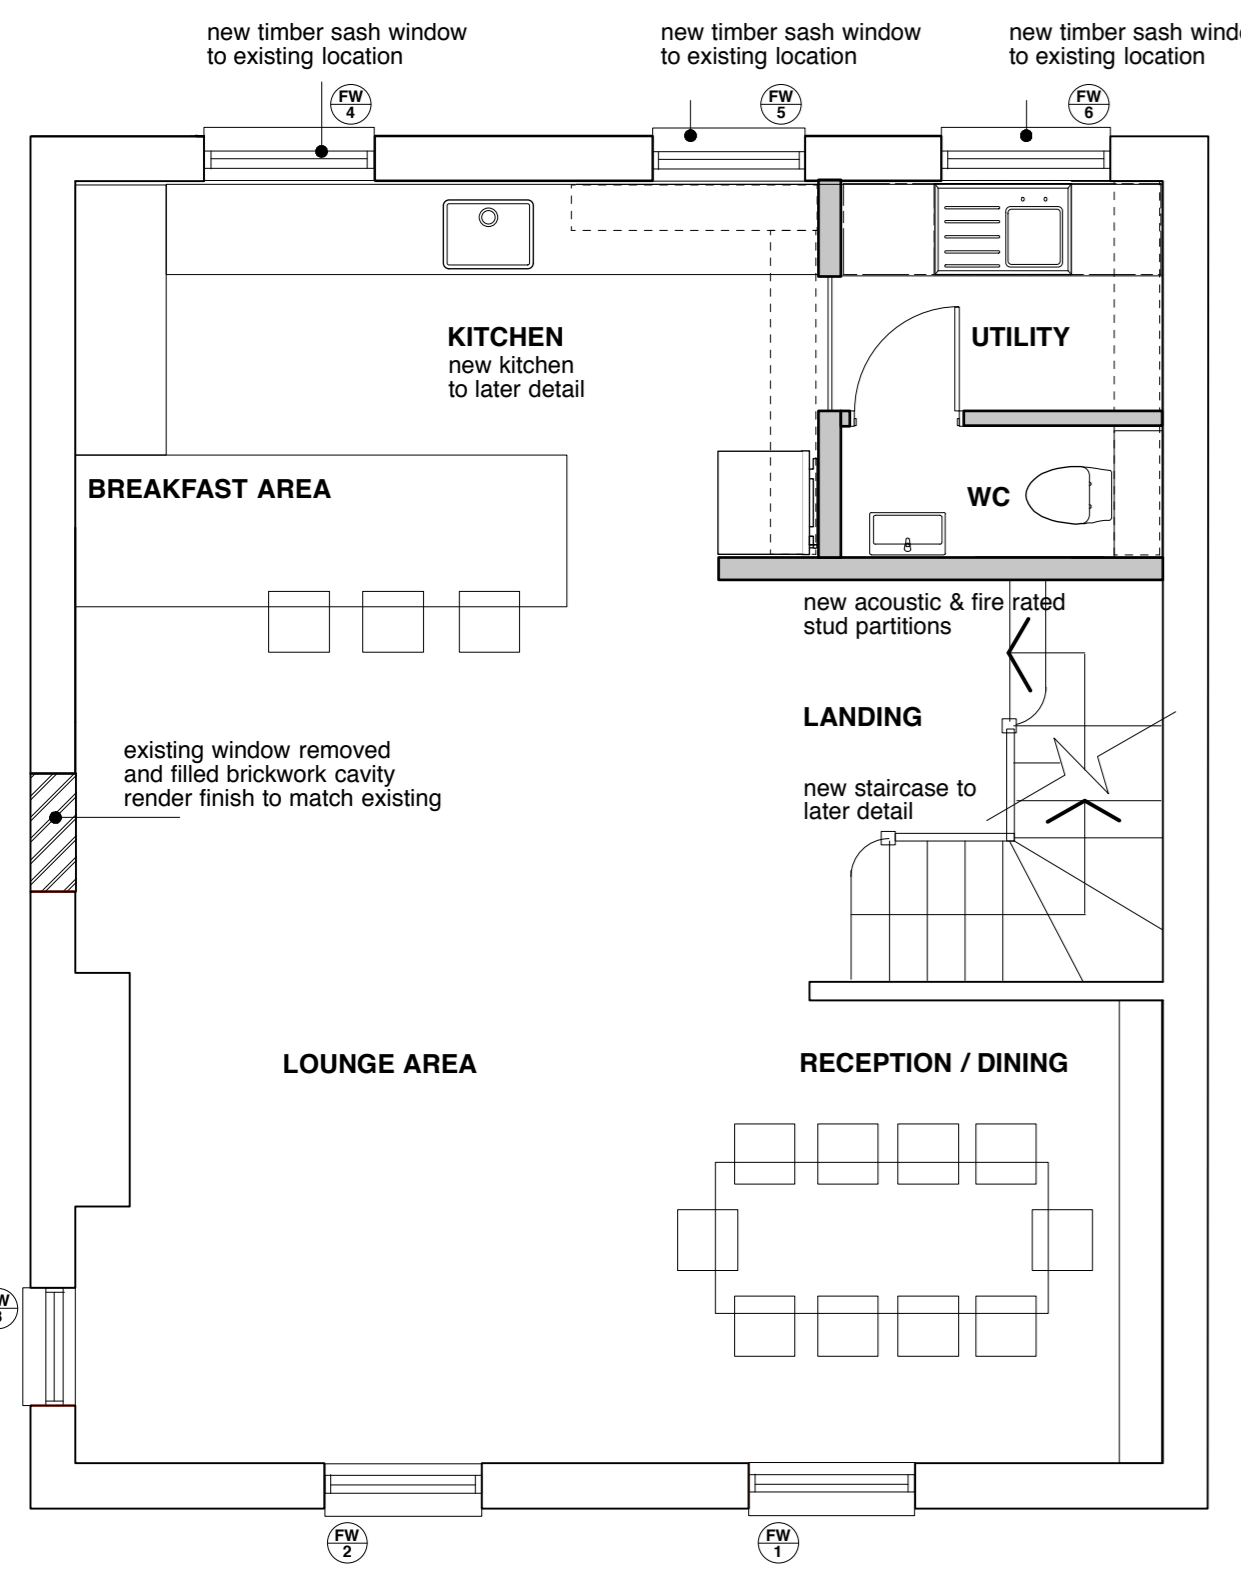 new timber sash window
to existing location
new timber sash window
to existing location
new timber sash
to existing location
FW
4
FW
5
FW
6
KITCHEN
new kitchen
to later detail
UTILITY
BREAKFAST AREA
WC
new acoustic & fire rated
stud partitions
LANDING
existing window removed
and filled brickwork cavity
render finish to match existing
new staircase to
later detail
LOUNGE AREA
RECEPTION / DINING
FW
2
FW
1